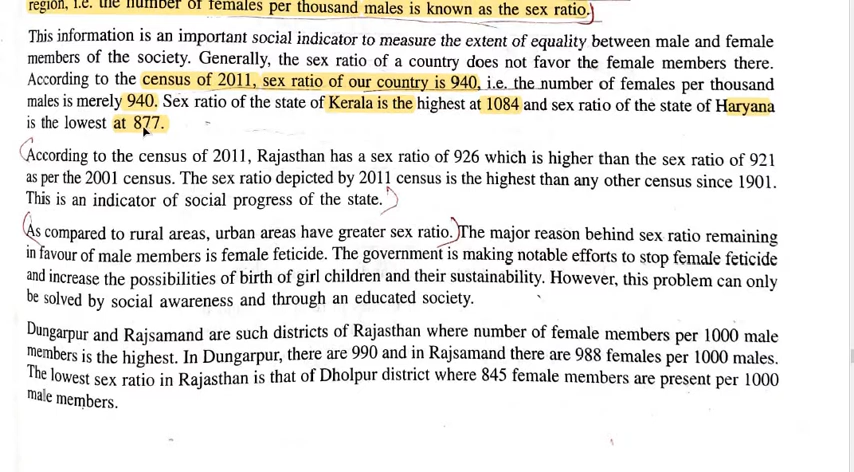 region, i.e. the number of females per thousand males is known as the sex ratio.
This information is an important social indicator to measure the extent of equality between male and female
members of the society. Generally, the sex ratio of a country does not favor the female members there.
According to the census of 2011, sex ratio of our country is 940, i.e. the number of females per thousand
males is merely 940. Sex ratio of the state of Kerala is the highest at 1084 and sex ratio of the state of Haryana
is the lowest at 877.
According to the census of 2011, Rajasthan has a sex ratio of 926 which is higher than the sex ratio of 921
as per the 2001 census. The sex ratio depicted by 2011 census is the highest than any other census since 1901.
This is an indicator of social progress of the state.
As compared to rural areas, urban areas have greater sex ratio. The major reason behind sex ratio remaining
in favour of male members is female feticide. The government is making notable efforts to stop female feticide
and increase the possibilities of birth of girl children and their sustainability. However, this problem can only
be solved by social awareness and through an educated society.
Dungarpur and Rajsamand are such districts of Rajasthan where number of female members per 1000 male
members is the highest. In Dungarpur, there are 990 and in Rajsamand there are 988 females per 1000 males.
The lowest sex ratio in Rajasthan is that of Dholpur district where 845 female members are present per 1000
male members.